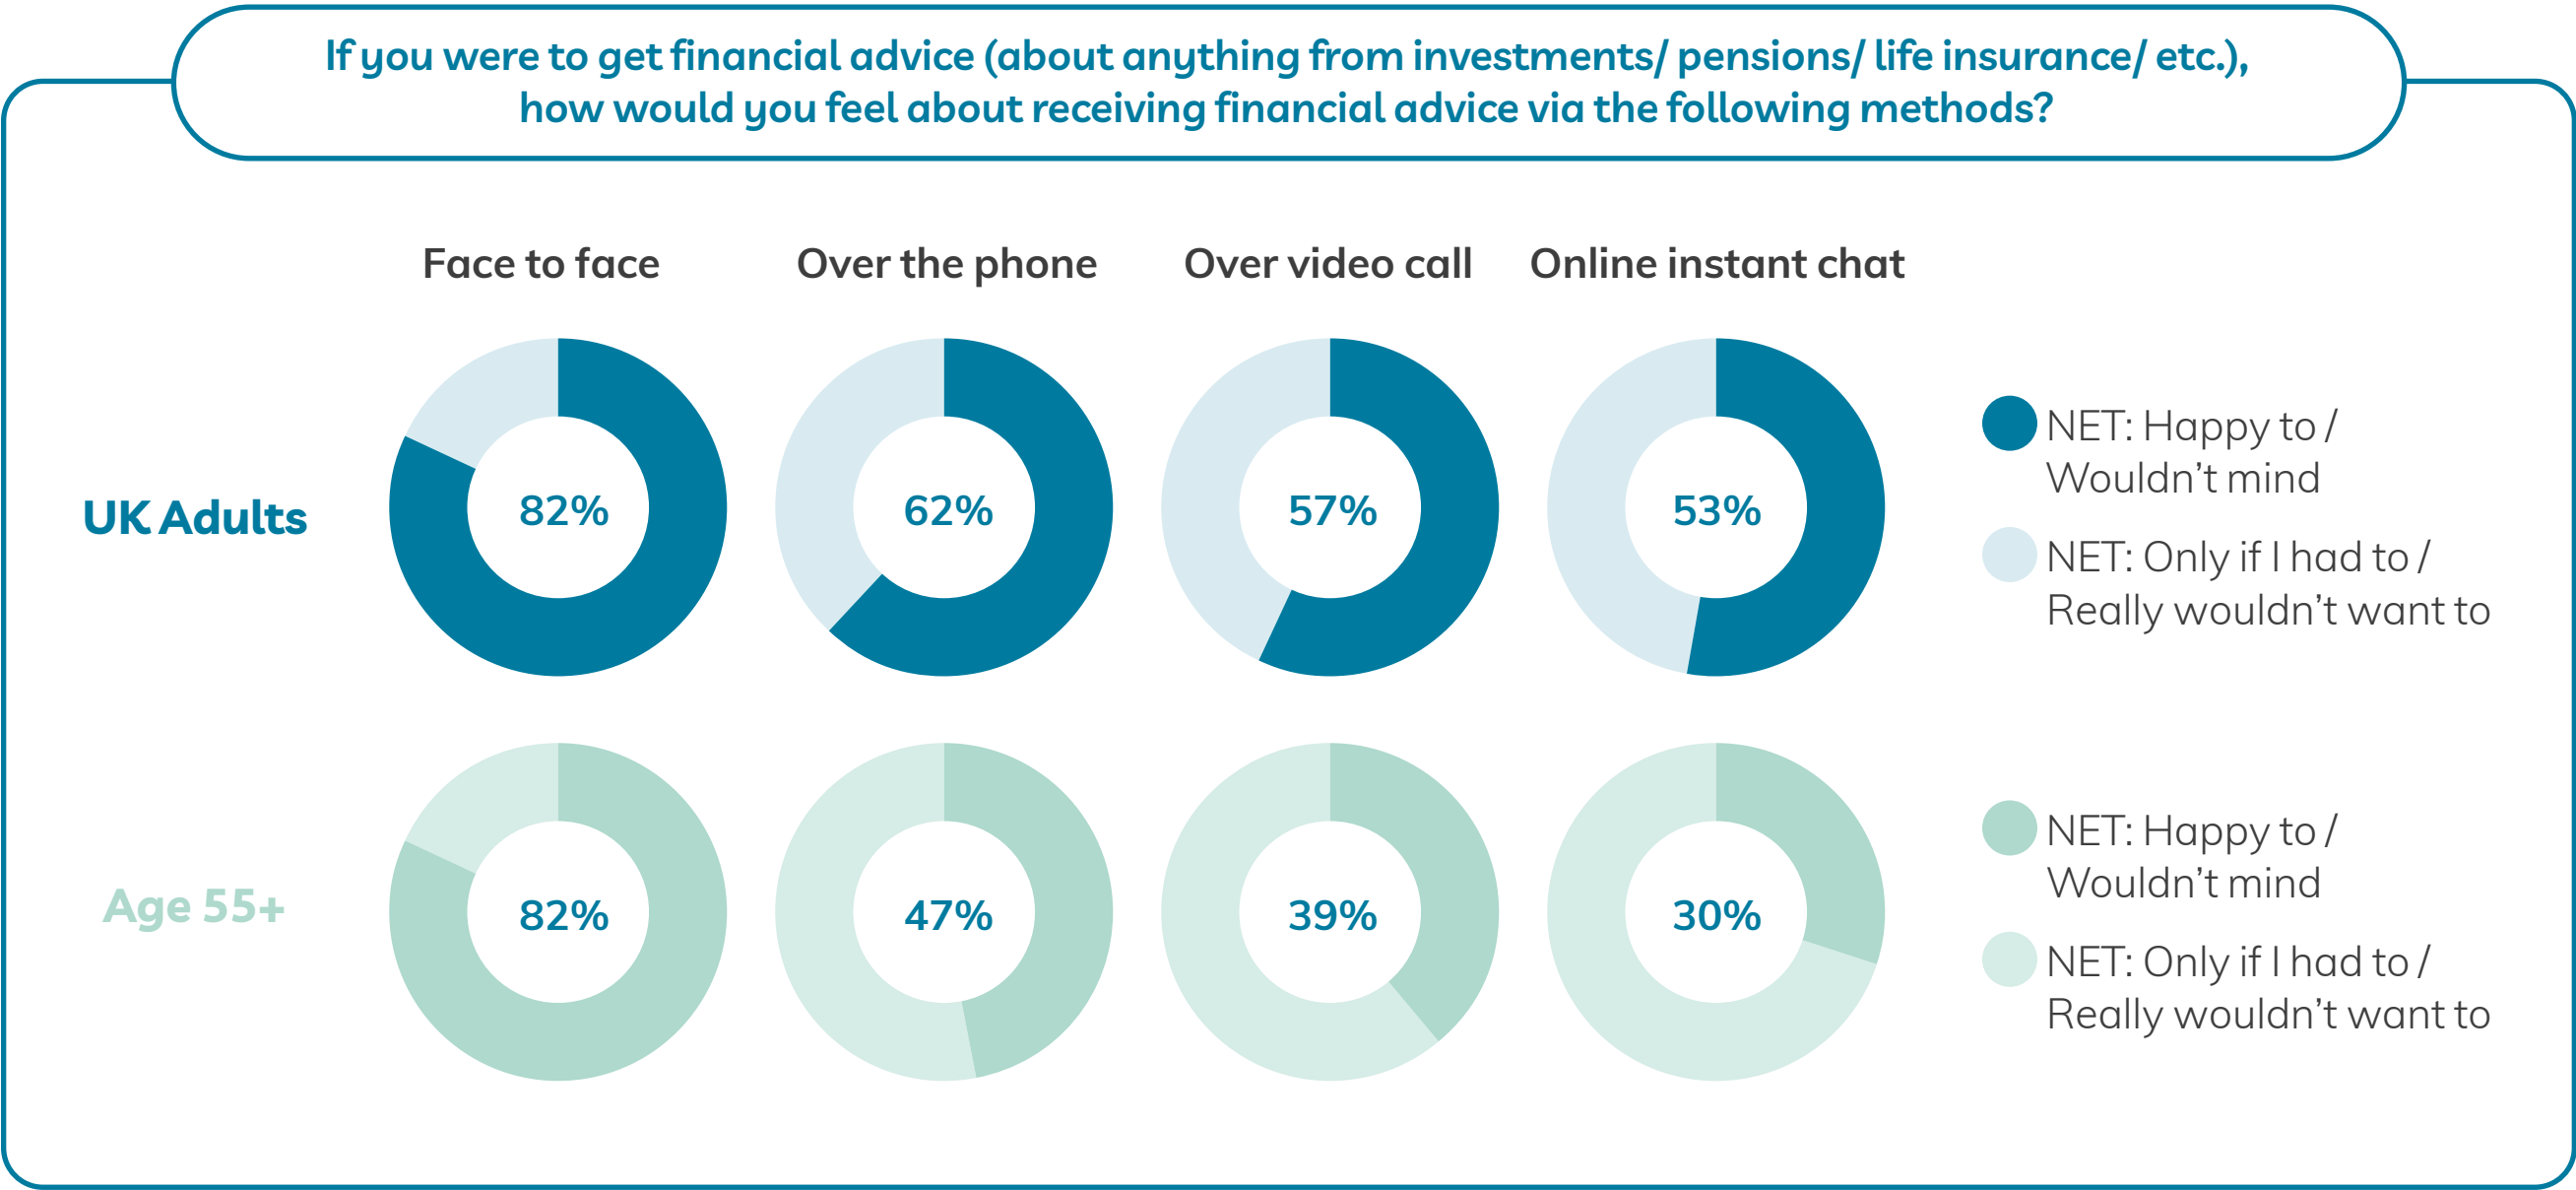 If you were to get financial advice (about anything from investments/ pensions/ life insurance/ etc.),
how would you feel about receiving financial advice via the following methods?
Face to face
Over the phone
Over video call
Online instant chat
UK Adults
82%
62%
57%
53%
NET: Happy to /
Wouldn’t mind
NET: Only if I had to /
Really wouldn’t want to
Age 55+
82%
47%
39%
30%
NET: Happy to /
Wouldn’t mind
NET: Only if I had to /
Really wouldn’t want to